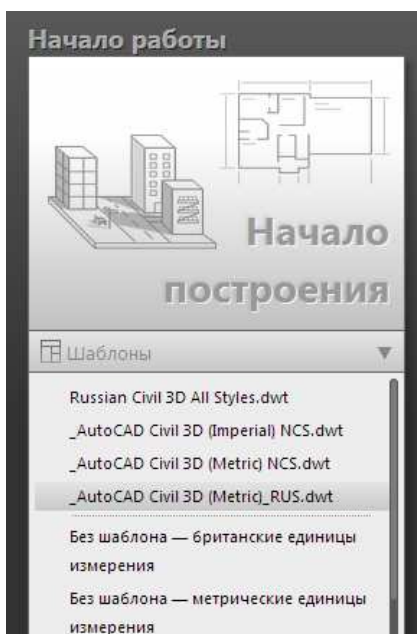 Начало работы
Начало
построения
Шаблоны
Russian Civil 3D All Styles.dwt
_AutoCAD Civil 3D (Imperial) NCS.dwt
_AutoCAD Civil 3D (Metric) NCS.dwt
_AutoCAD Civil 3D (Metric)_RUS.dwt
Без шаблона — британские единицы
измерения
Без шаблона — метрические единицы
измерения